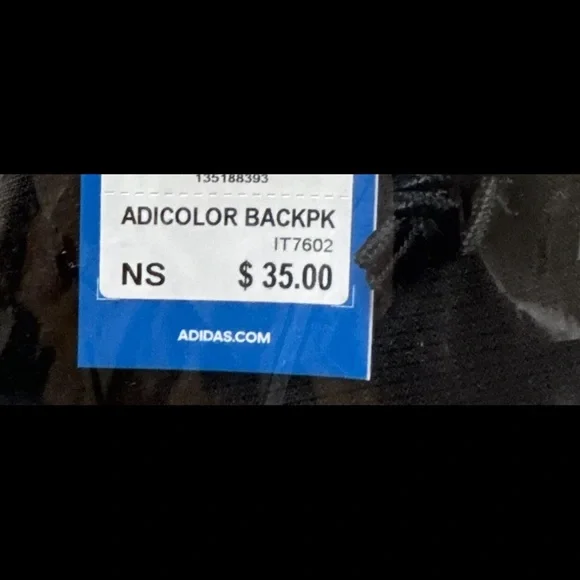 135188393
ADICOLOR BACKPK
IT7602
NS $ 35.00
ADIDAS.COM